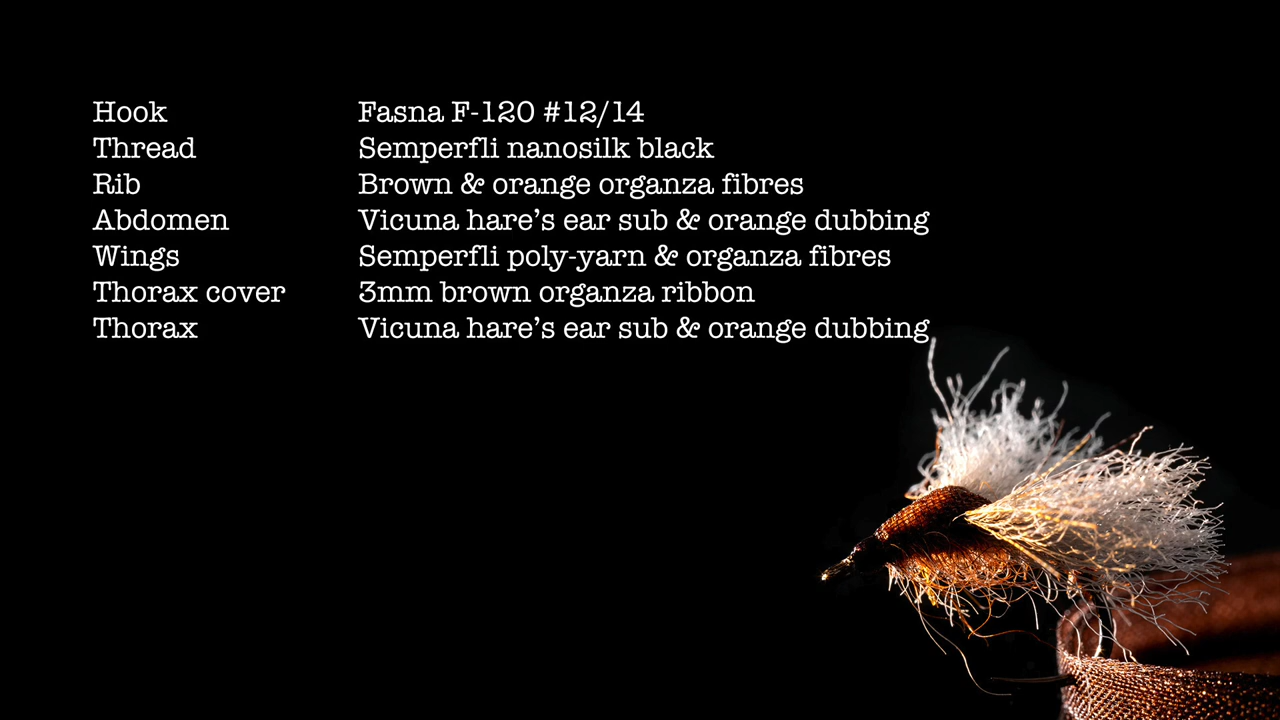 Hook Fasna F-120 #12/14
Thread Semperfli nanosilk black
Rib Brown & orange organza fibres
Abdomen Vicuna hare’s ear sub & orange dubbing
Wings Semperfli poly-yarn & organza fibres
Thorax cover 3mm brown organza ribbon
Thorax Vicuna hare’s ear sub & orange dubbing